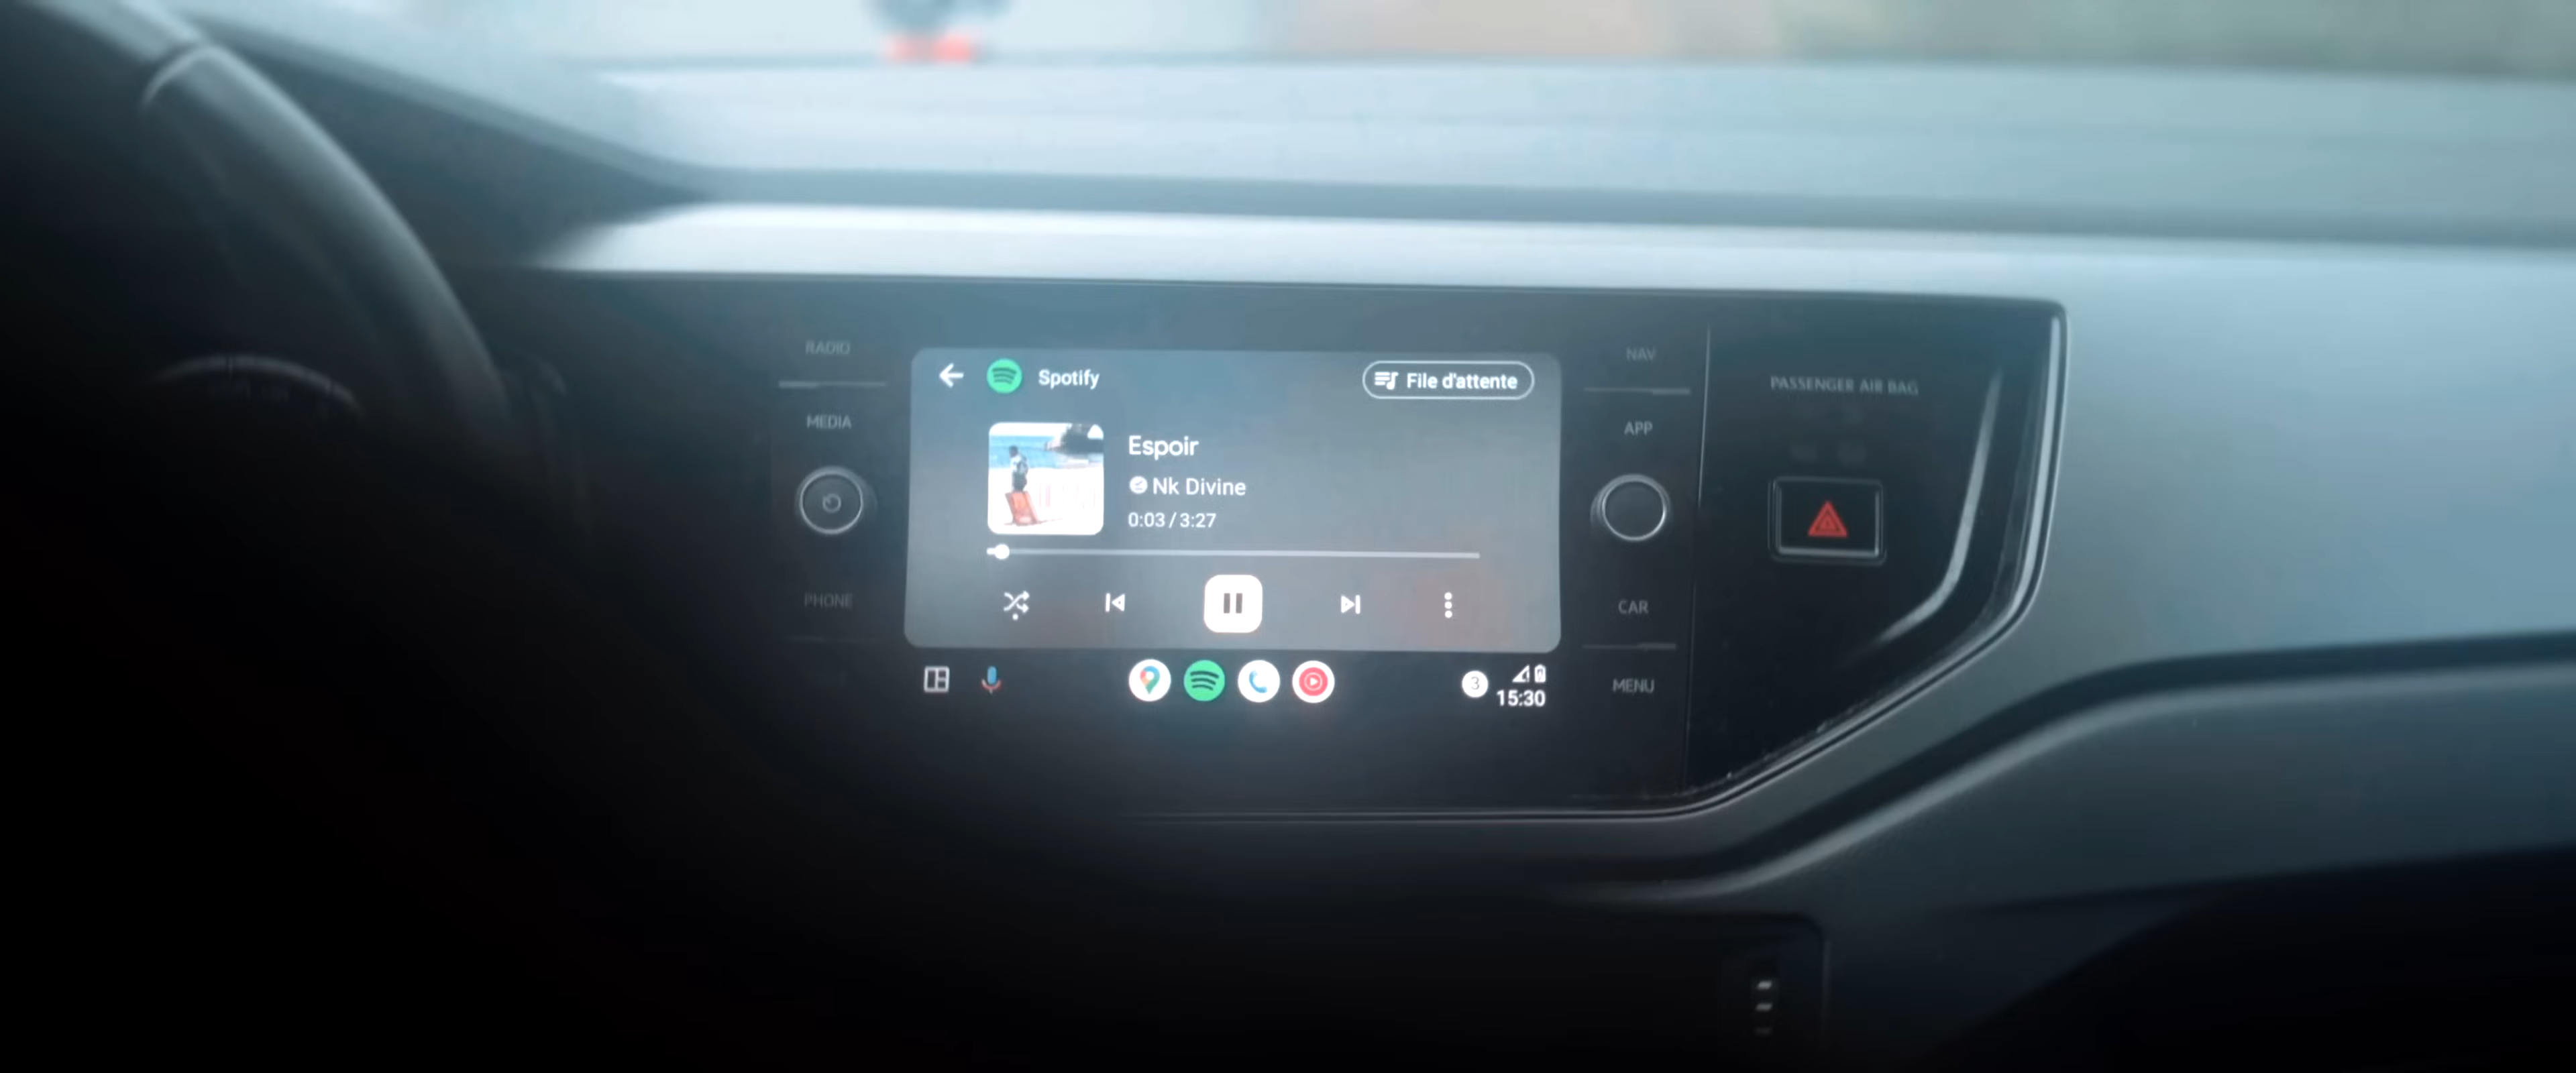 RADIO
MEDIA
PHONE
Spotify
File d'attente
Espoir
Nk Divine
0:03 / 3:27
3
15:30
NAV
APP
CAR
MENU
PASSENGER AIR BAG